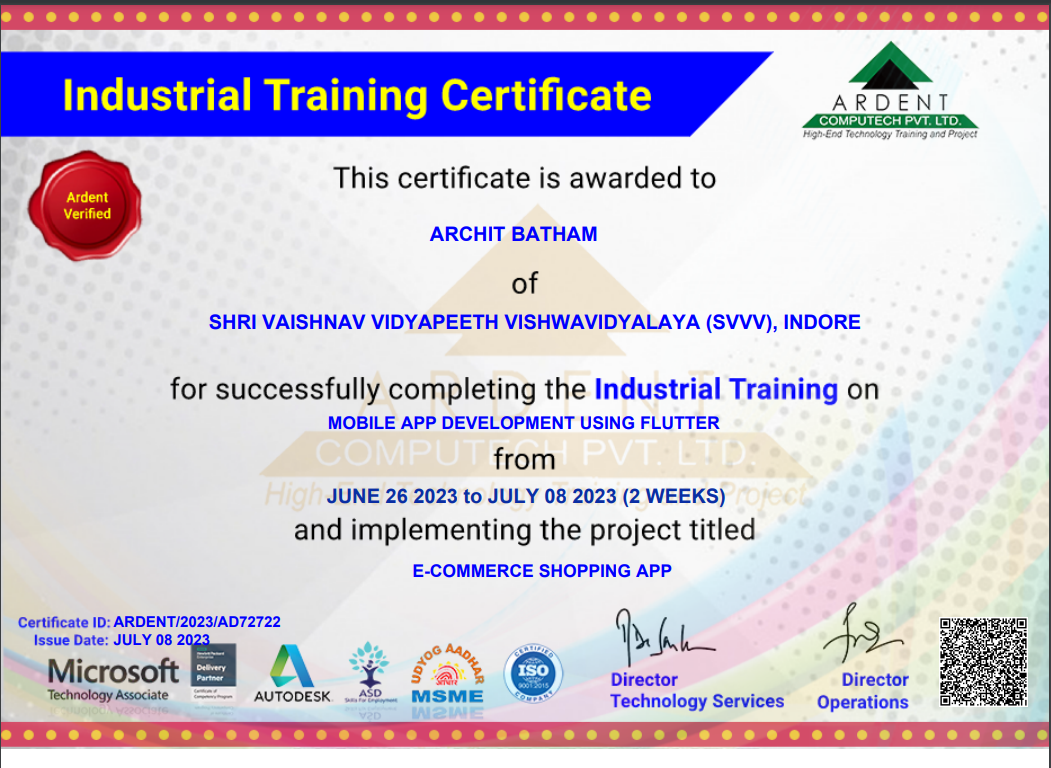 Industrial Training Certificate
ARDENT
COMPUTECH PVT. LTD.
High-End Technology Training and Project
Ardent
Verified
This certificate is awarded to
ARCHIT BATHAM
of
SHRI VAISHNAV VIDYAPEETH VISHWAVIDYALAYA (SVVV), INDORE
for successfully completing the Industrial Training on
MOBILE APP DEVELOPMENT USING FLUTTER
from
JUNE 26 2023 to JULY 08 2023 (2 WEEKS)
and implementing the project titled
E-COMMERCE SHOPPING APP
ARDENT
COMPUTECH PVT. LTD.
High-End Technology Training and Project
Certificate ID: ARDENT/2023/AD72722
Issue Date: JULY 08 2023
Microsoft
Technology Associate
Delivery
Partner
AUTODESK
ASD
Skills For Employment
UDYOG AADHAR
MSME
CERTIFIED
ISO
9001:2015
COMPANY
Director
Technology Services
Director
Operations